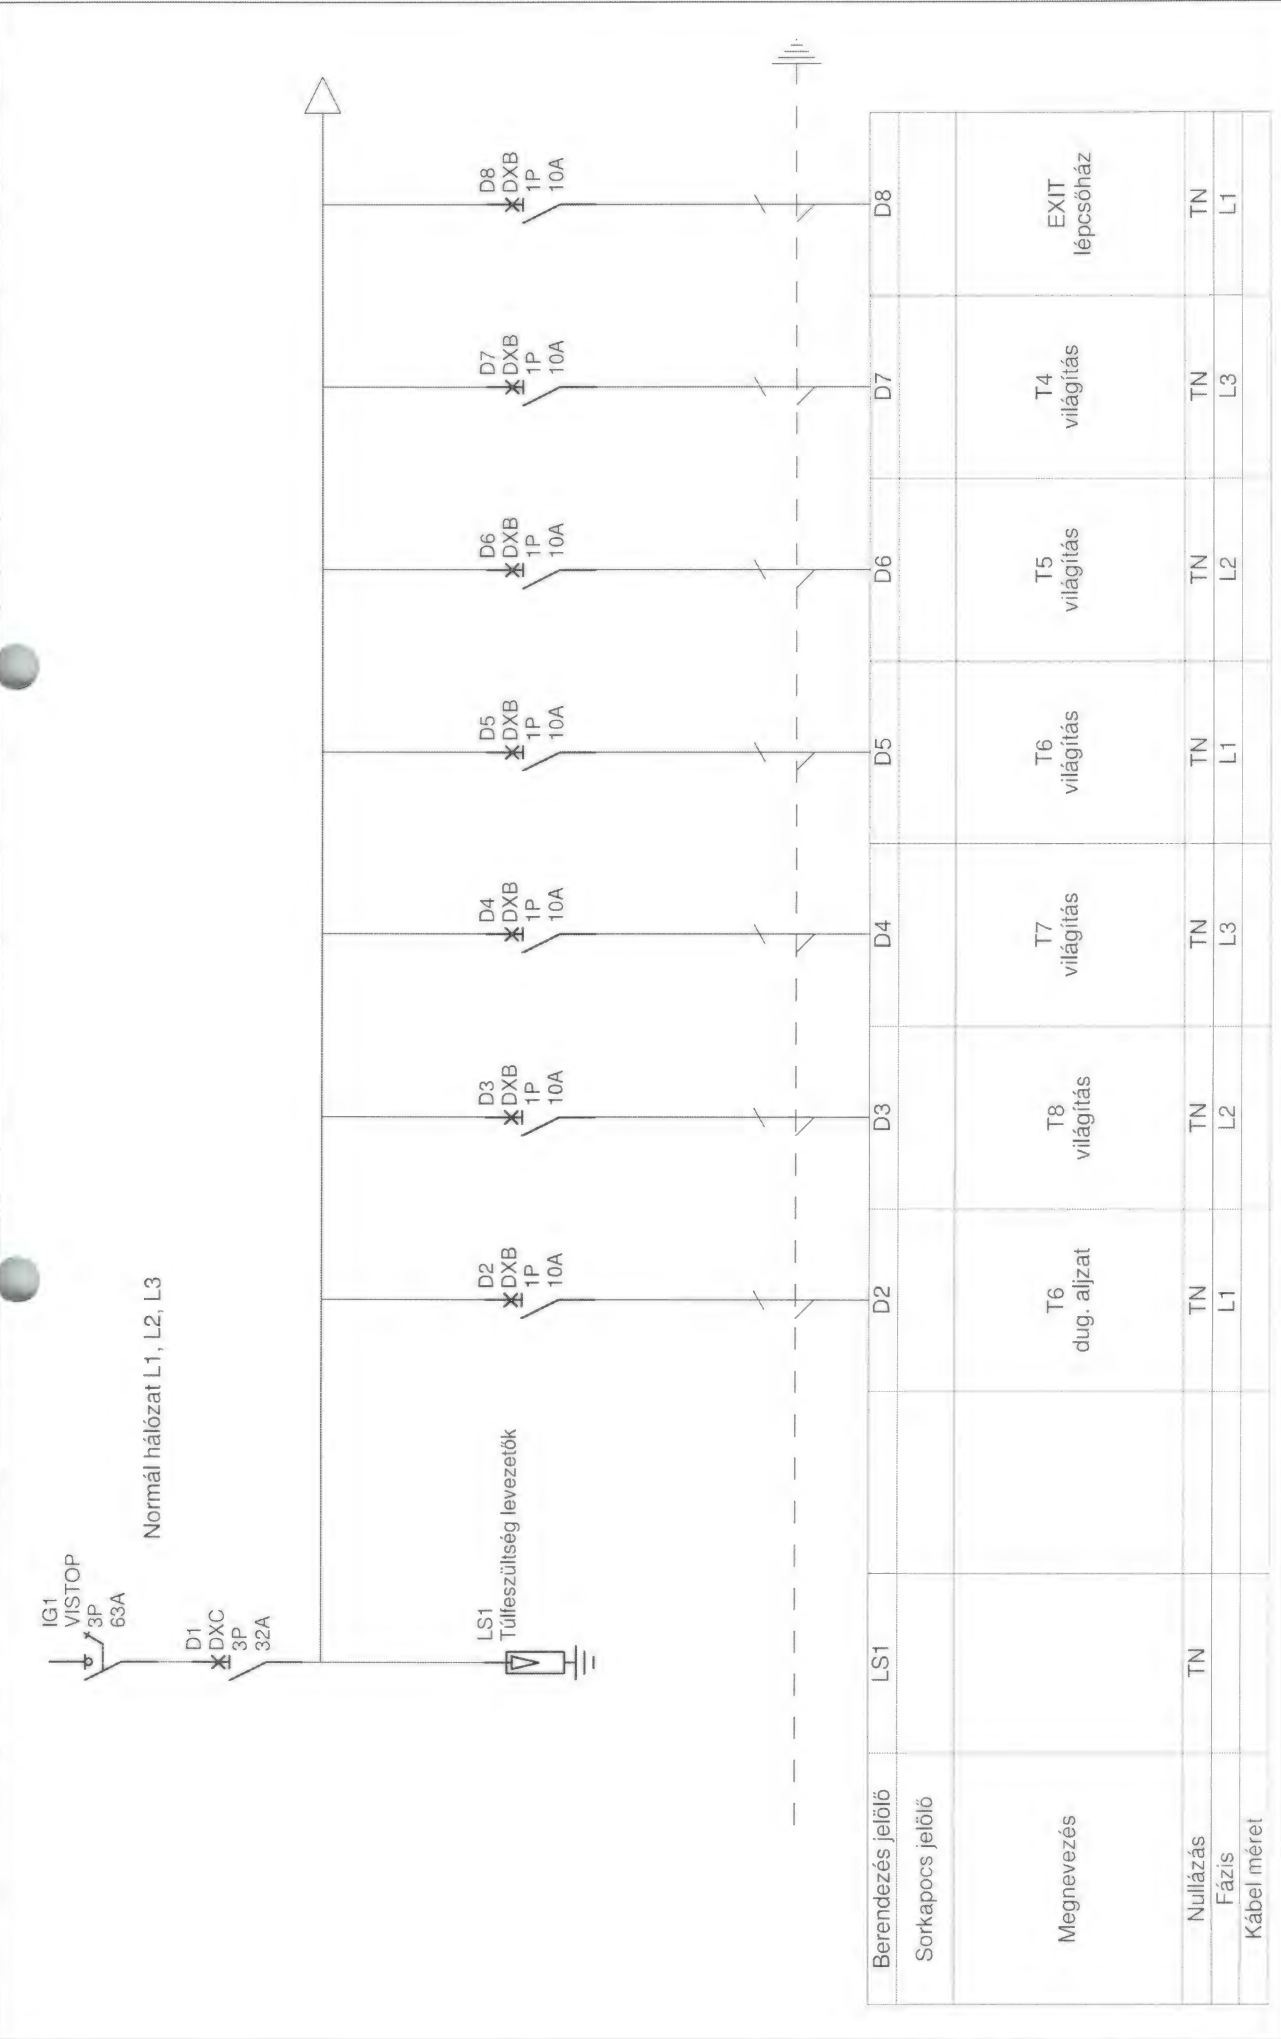 IG1
VISTOP
3P
63A
Normál hálózat L1, L2, L3
D1
DXC
3P
32A
LS1
Túlfeszültség levezetők
D2
DXB
1P
10A
D3
DXB
1P
10A
D4
DXB
1P
10A
D5
DXB
1P
10A
D6
DXB
1P
10A
D7
DXB
1P
10A
D8
DXB
1P
10A
Berendezés jelölő LS1 D2 D3 D4 D5 D6 D7 D8
Sorkapocs jelölő
Megnevezés
T6
dug. aljzat
T8
világítás
T7
világítás
T6
világítás
T5
világítás
T4
világítás
EXIT
lépcsőház
Nullázás TN TN TN TN TN TN TN TN
Fázis L1 L2 L3 L1 L2 L3 L1
Kábel méret